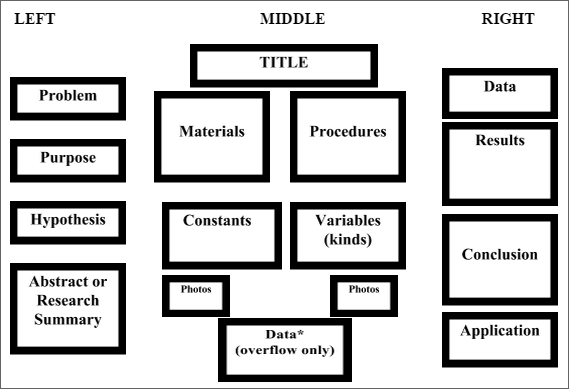 LEFT
Problem
Purpose
Hypothesis
Abstract or
Research
Summary
MIDDLE
TITLE
Materials
Procedures
Constants
Variables
(kinds)
Photos
Photos
Data*
(overflow only)
RIGHT
Data
Results
Conclusion
Application